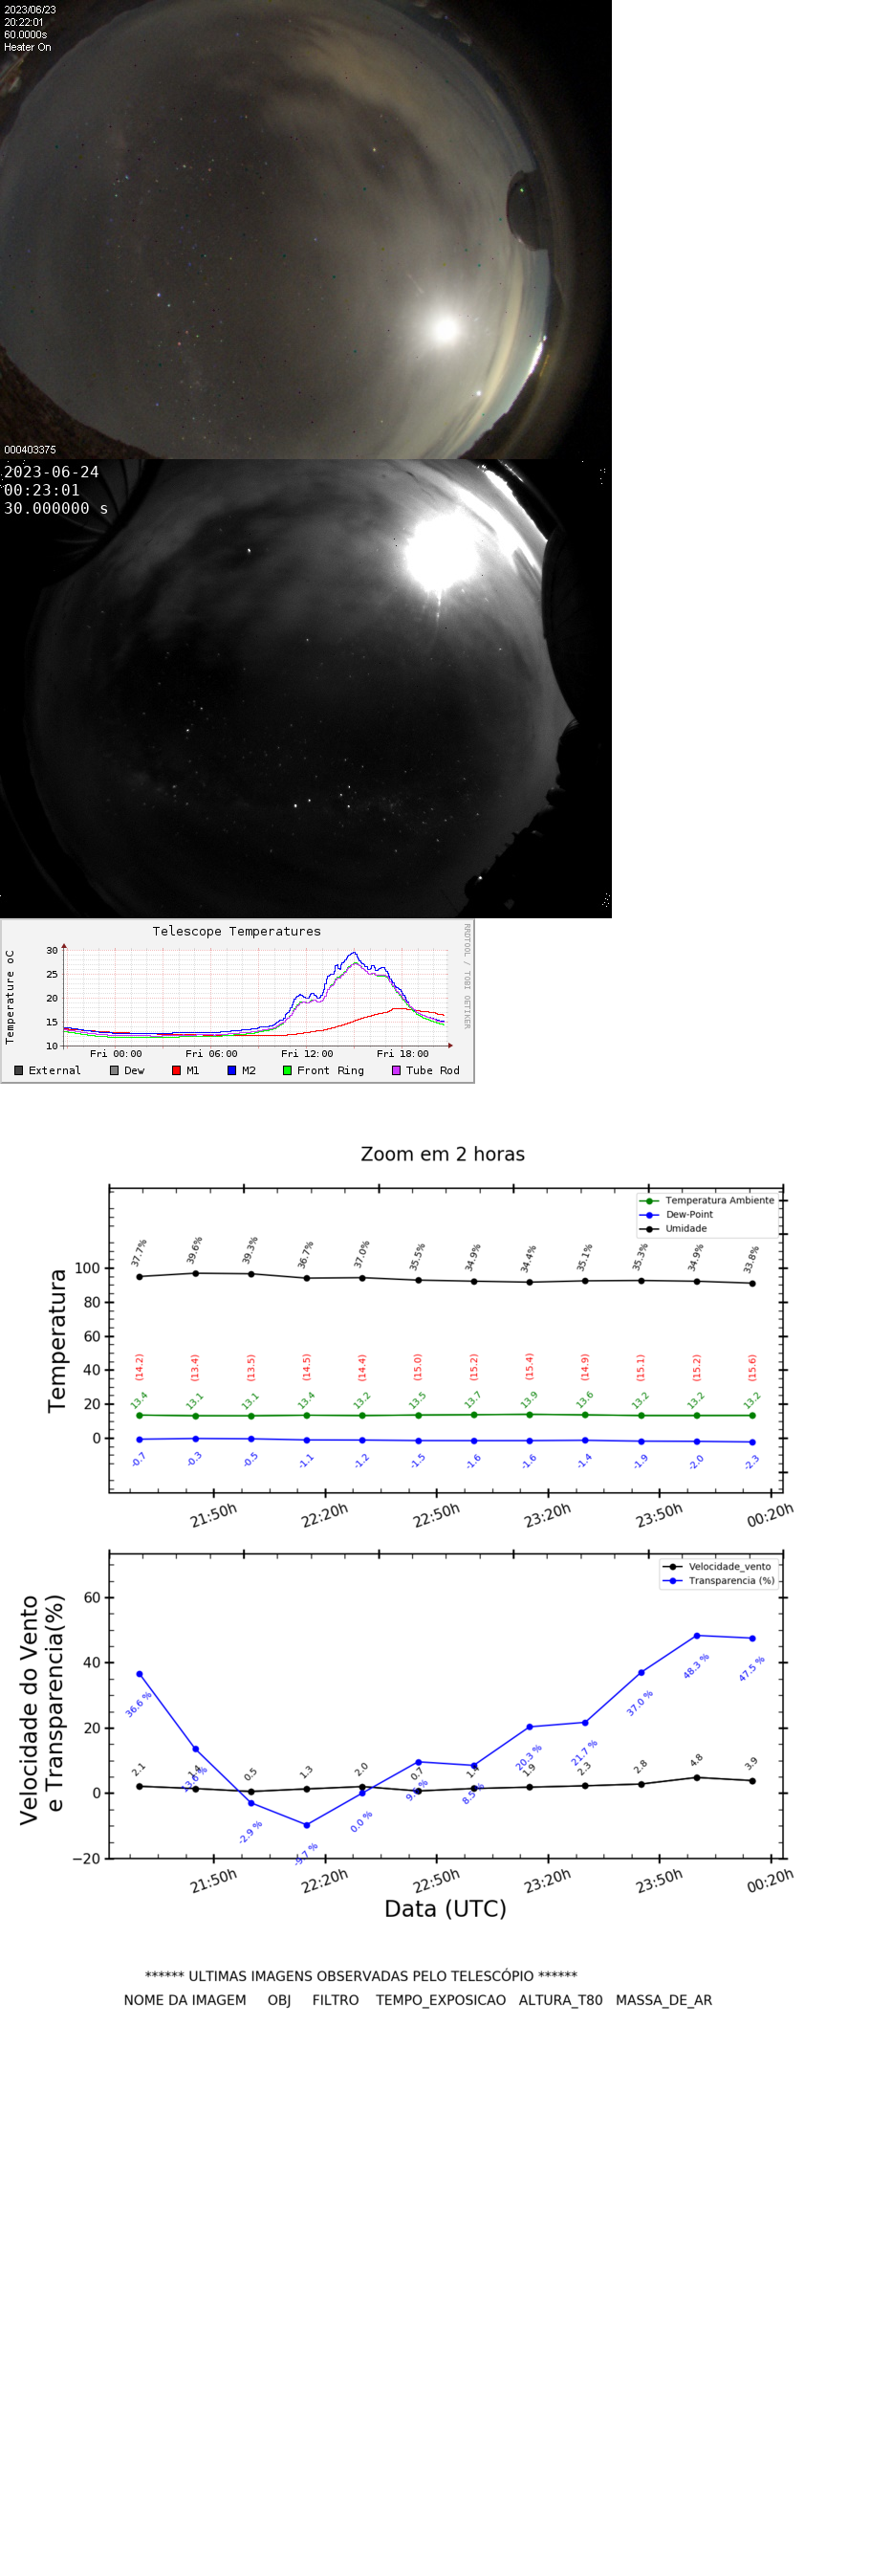 2023/06/23
20:22:01
60.0000s
Heater On
000403375
2023-06-24
00:23:01
30.000000 s
Telescope Temperatures
Temperature oC
RRDTOOL / TOBI OETIKER
30
25
20
15
10
Fri 00:00 Fri 06:00 Fri 12:00 Fri 18:00
External Dew M1 M2 Front Ring Tube Rod
Zoom em 2 horas
Temperatura
Temperatura Ambiente
Dew-Point
Umidade
100
80
60
40
20
0
37.7% 39.6% 39.3% 36.7% 37.0% 35.5% 34.9% 34.4% 35.1% 35.3% 34.9% 33.8%
(14.2) (13.4) (13.5) (14.5) (14.4) (15.0) (15.2) (15.4) (14.9) (15.1) (15.2) (15.6)
13.4 13.1 13.1 13.4 13.2 13.5 13.7 13.9 13.6 13.2 13.2 13.2
-0.7 -0.3 -0.5 -1.1 -1.2 -1.5 -1.6 -1.6 -1.4 -1.9 -2.0 -2.3
21:50h 22:20h 22:50h 23:20h 23:50h 00:20h
Velocidade do Vento
e Transparencia(%)
Velocidade_vento
Transparencia (%)
60
40
20
0
−20
36.6 % -2.9 % -9.7 % 0.0 % 20.3 % 21.7 % 37.0 % 48.3 % 47.5 %
2.1 0.5 1.3 2.0 0.7 1.9 2.3 2.8 4.8 3.9
21:50h 22:20h 22:50h 23:20h 23:50h 00:20h
Data (UTC)
****** ULTIMAS IMAGENS OBSERVADAS PELO TELESCÓPIO ******
NOME DA IMAGEM OBJ FILTRO TEMPO_EXPOSICAO ALTURA_T80 MASSA_DE_AR